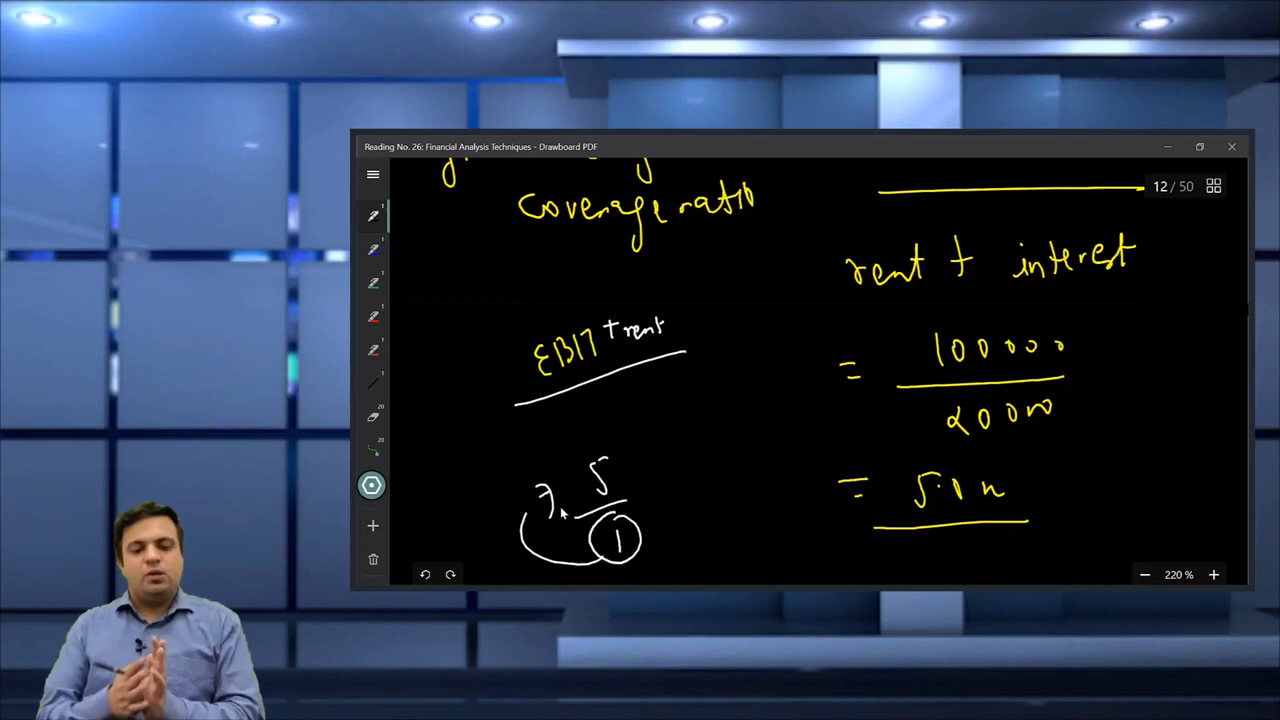 Reading No. 26: Financial Analysis Techniques - Drawboard PDF
12 / 50
coverage ratio
rent + interest
EBIT + rent
= 100000
20000
= 5.0x
5
1
220 %